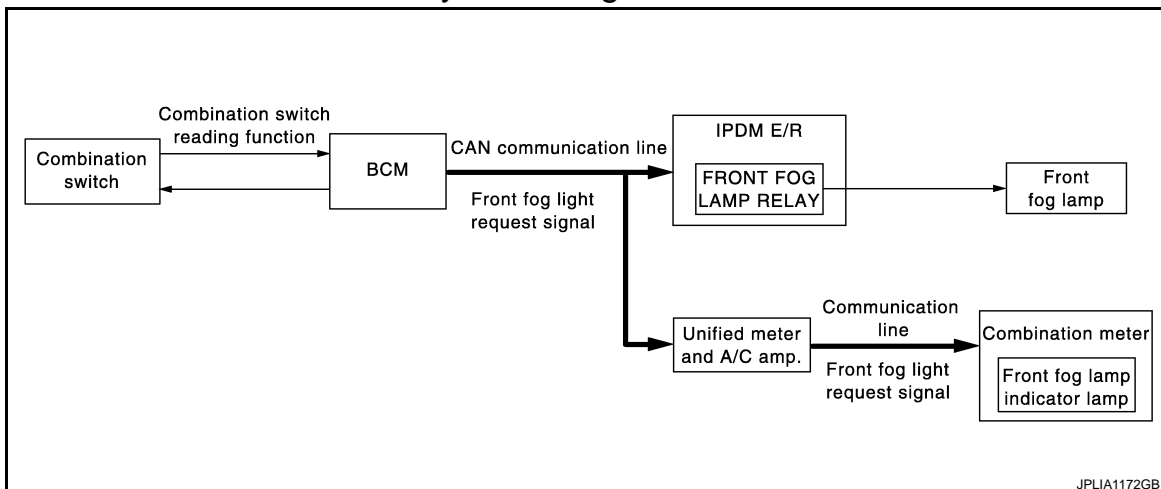 Combination switch
reading function
Combination
switch
BCM
CAN communication line
Front fog light
request signal
IPDM E/R
FRONT FOG
LAMP RELAY
Front
fog lamp
Unified meter
and A/C amp.
Communication
line
Front fog light
request signal
Combination meter
Front fog lamp
indicator lamp
JPLIA1172GB